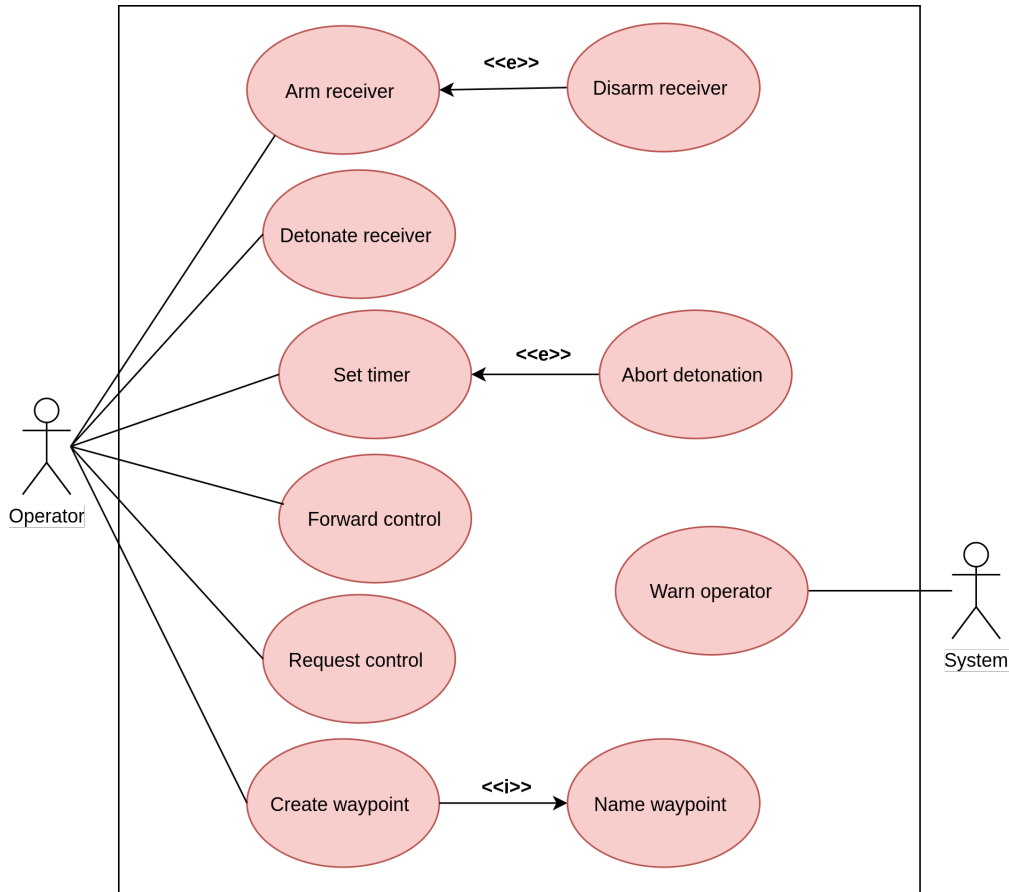 Arm receiver
<<e>>
Disarm receiver
Detonate receiver
Set timer
<<e>>
Abort detonation
Operator
Forward control
Warn operator
System
Request control
Create waypoint
<<i>>
Name waypoint